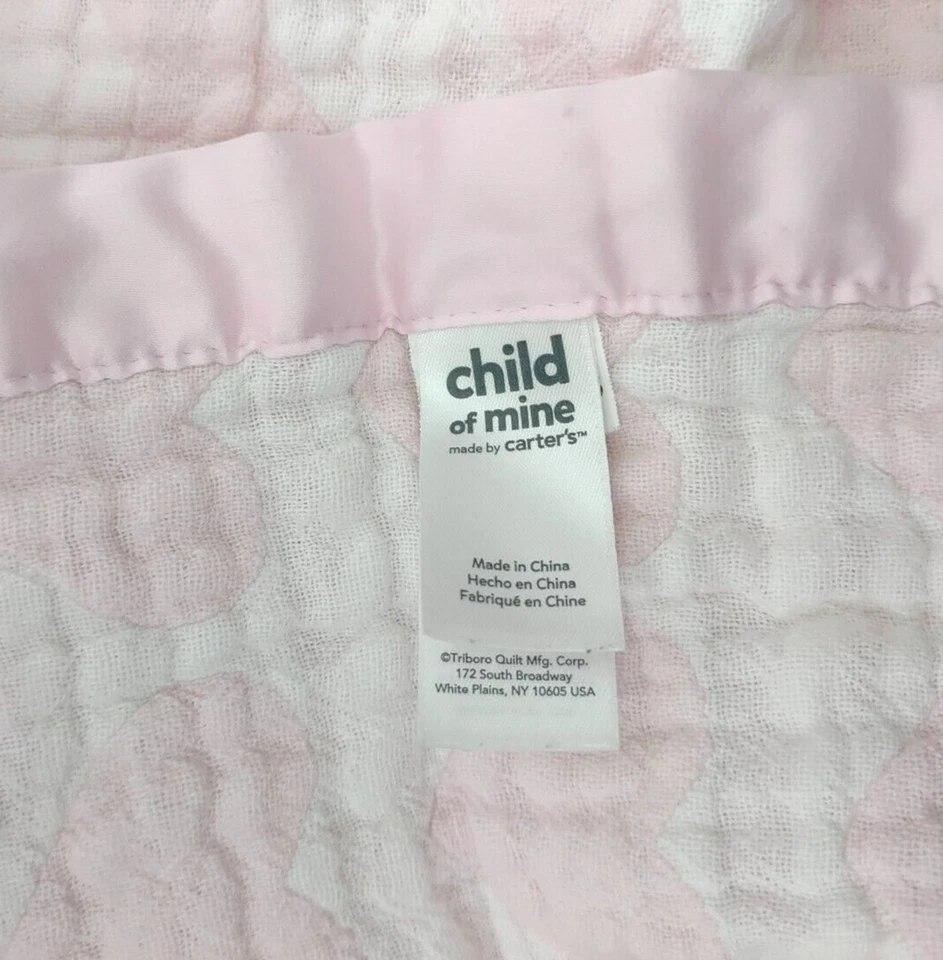 child
of mine
made by carter's™
Made in China
Hecho en China
Fabriqué en Chine
©Triboro Quilt Mfg. Corp.
172 South Broadway
White Plains, NY 10605 USA